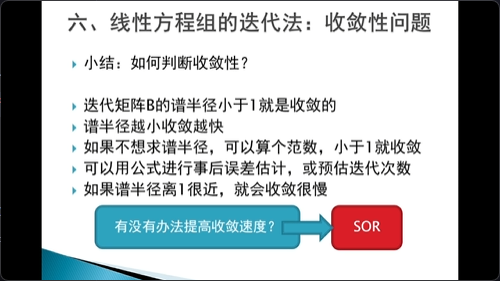 六、线性方程组的迭代法：收敛性问题
小结：如何判断收敛性？
迭代矩阵B的谱半径小于1就是收敛的
谱半径越小收敛越快
如果不想求谱半径，可以算个范数，小于1就收敛
可以用公式进行事后误差估计，或预估迭代次数
如果谱半径离1很近，就会收敛很慢
有没有办法提高收敛速度？
SOR